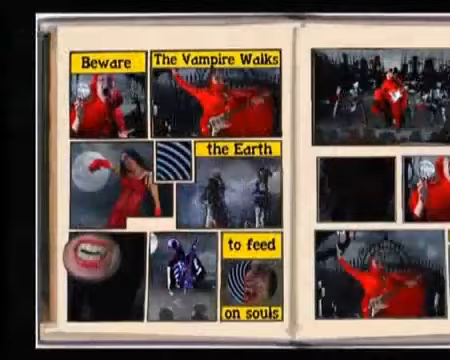 Beware
The Vampire Walks
the Earth
to feed
on souls